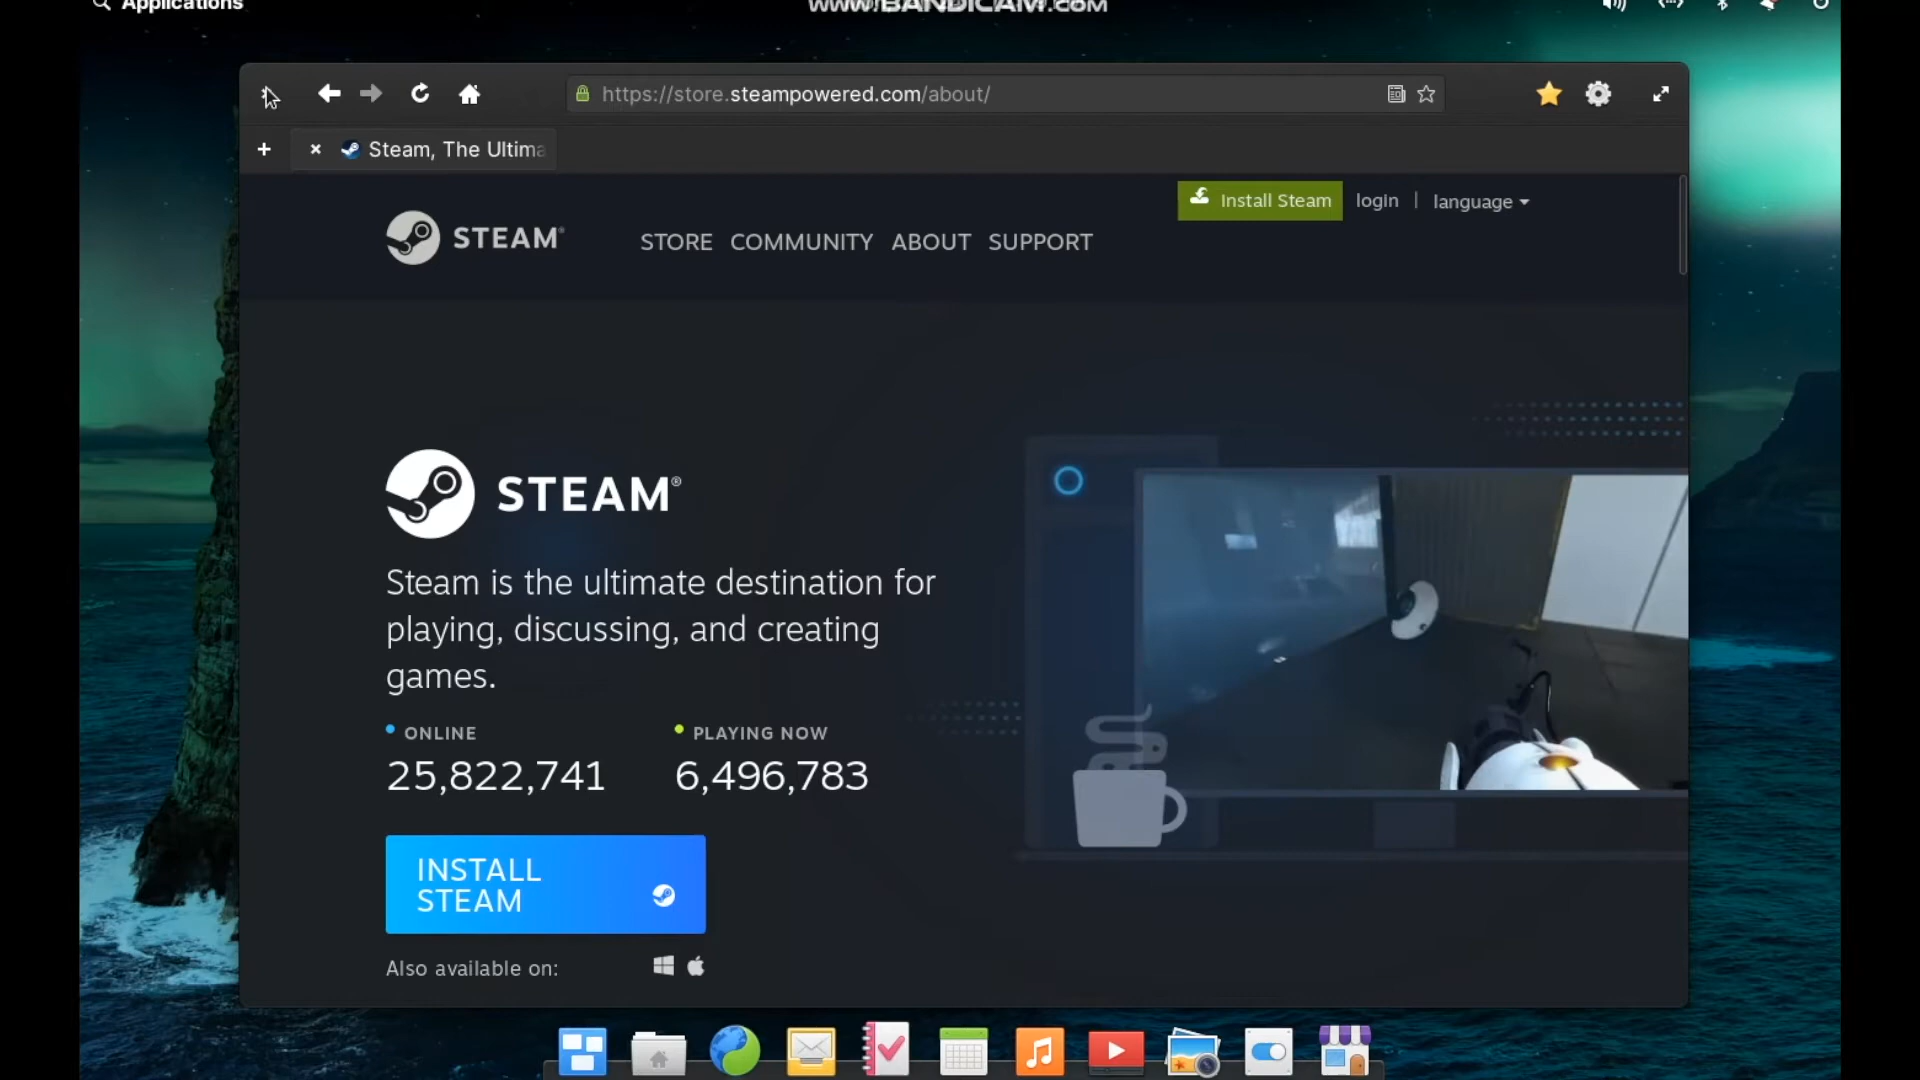 Applications
www.BANDICAM.com
https://store.steampowered.com/about/
Steam, The Ultima
Install Steam
login
language
STEAM®
STORE COMMUNITY ABOUT SUPPORT
STEAM®
Steam is the ultimate destination for
playing, discussing, and creating
games.
ONLINE
25,822,741
PLAYING NOW
6,496,783
INSTALL
STEAM
Also available on: